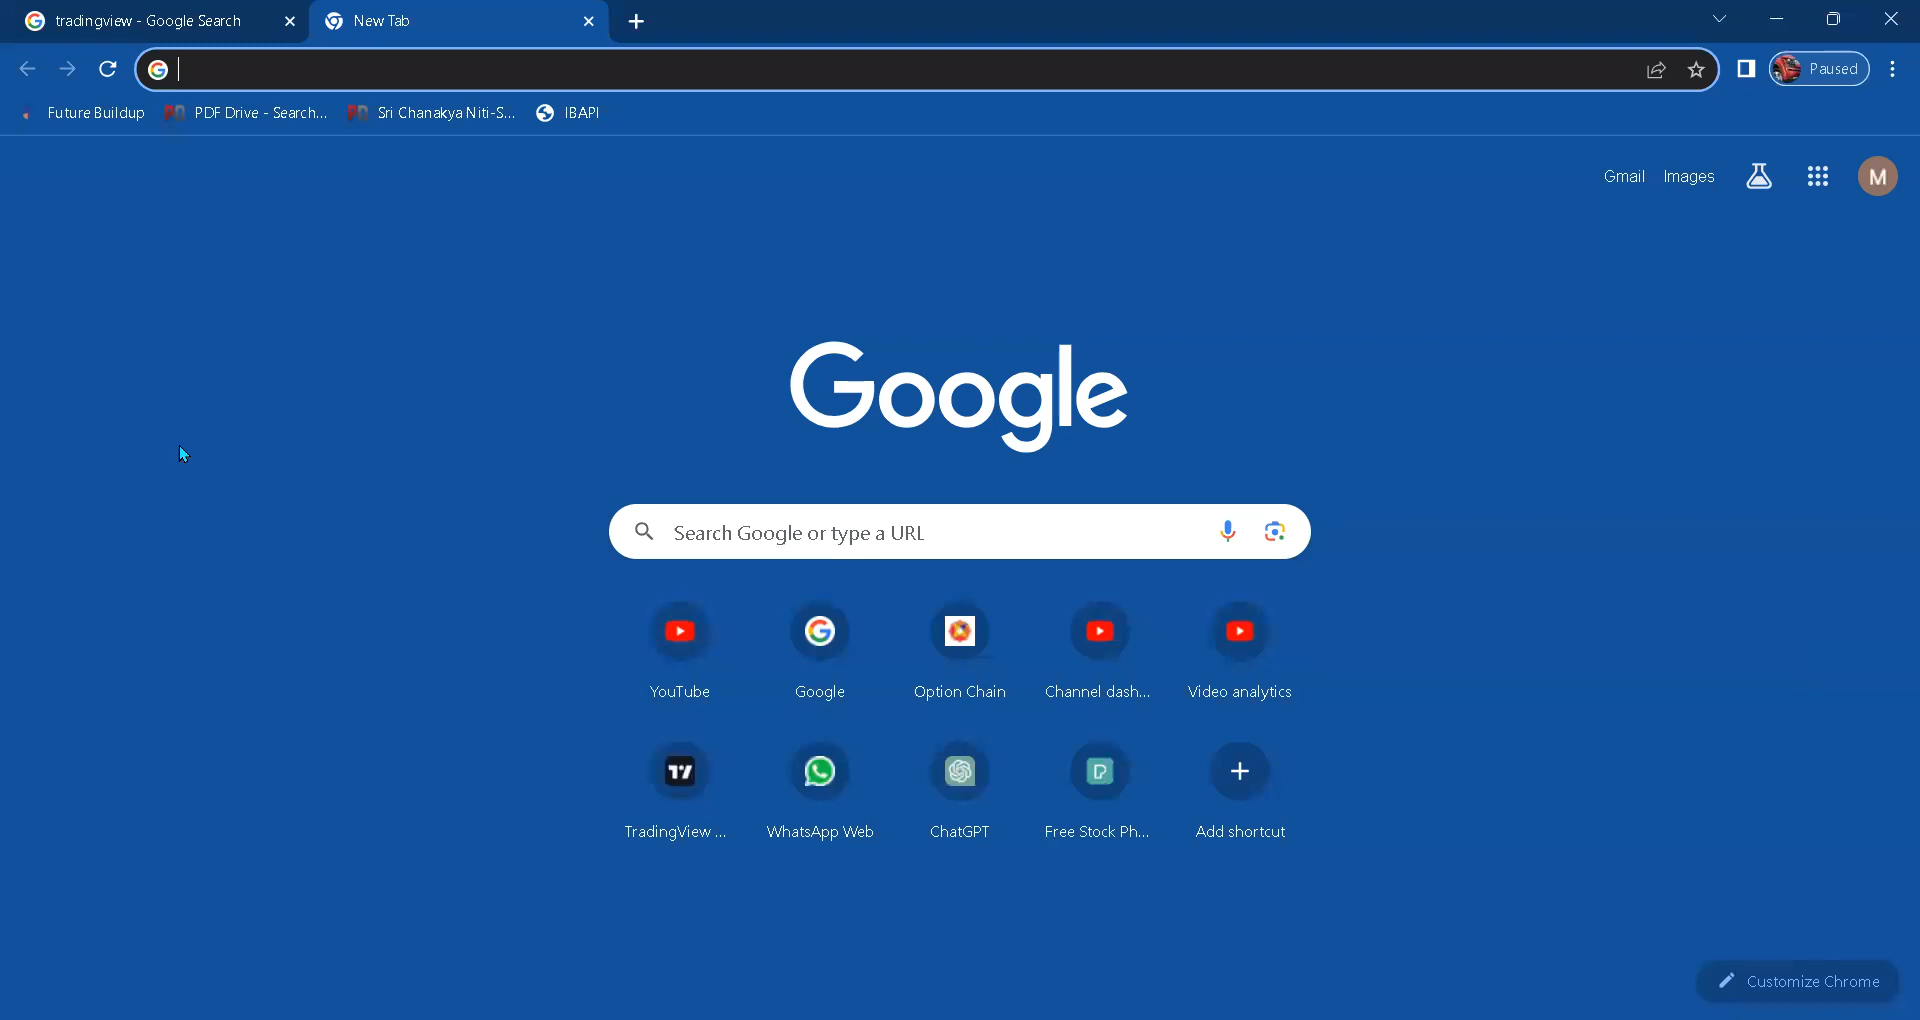 tradingview - Google Search
New Tab
Paused
Future Buildup
PDF Drive - Search...
Sri Chanakya Niti-S...
IBAPI
Gmail
Images
M
Google
Search Google or type a URL
YouTube
Google
Option Chain
Channel dash...
Video analytics
TradingView ...
WhatsApp Web
ChatGPT
Free Stock Ph...
Add shortcut
Customize Chrome